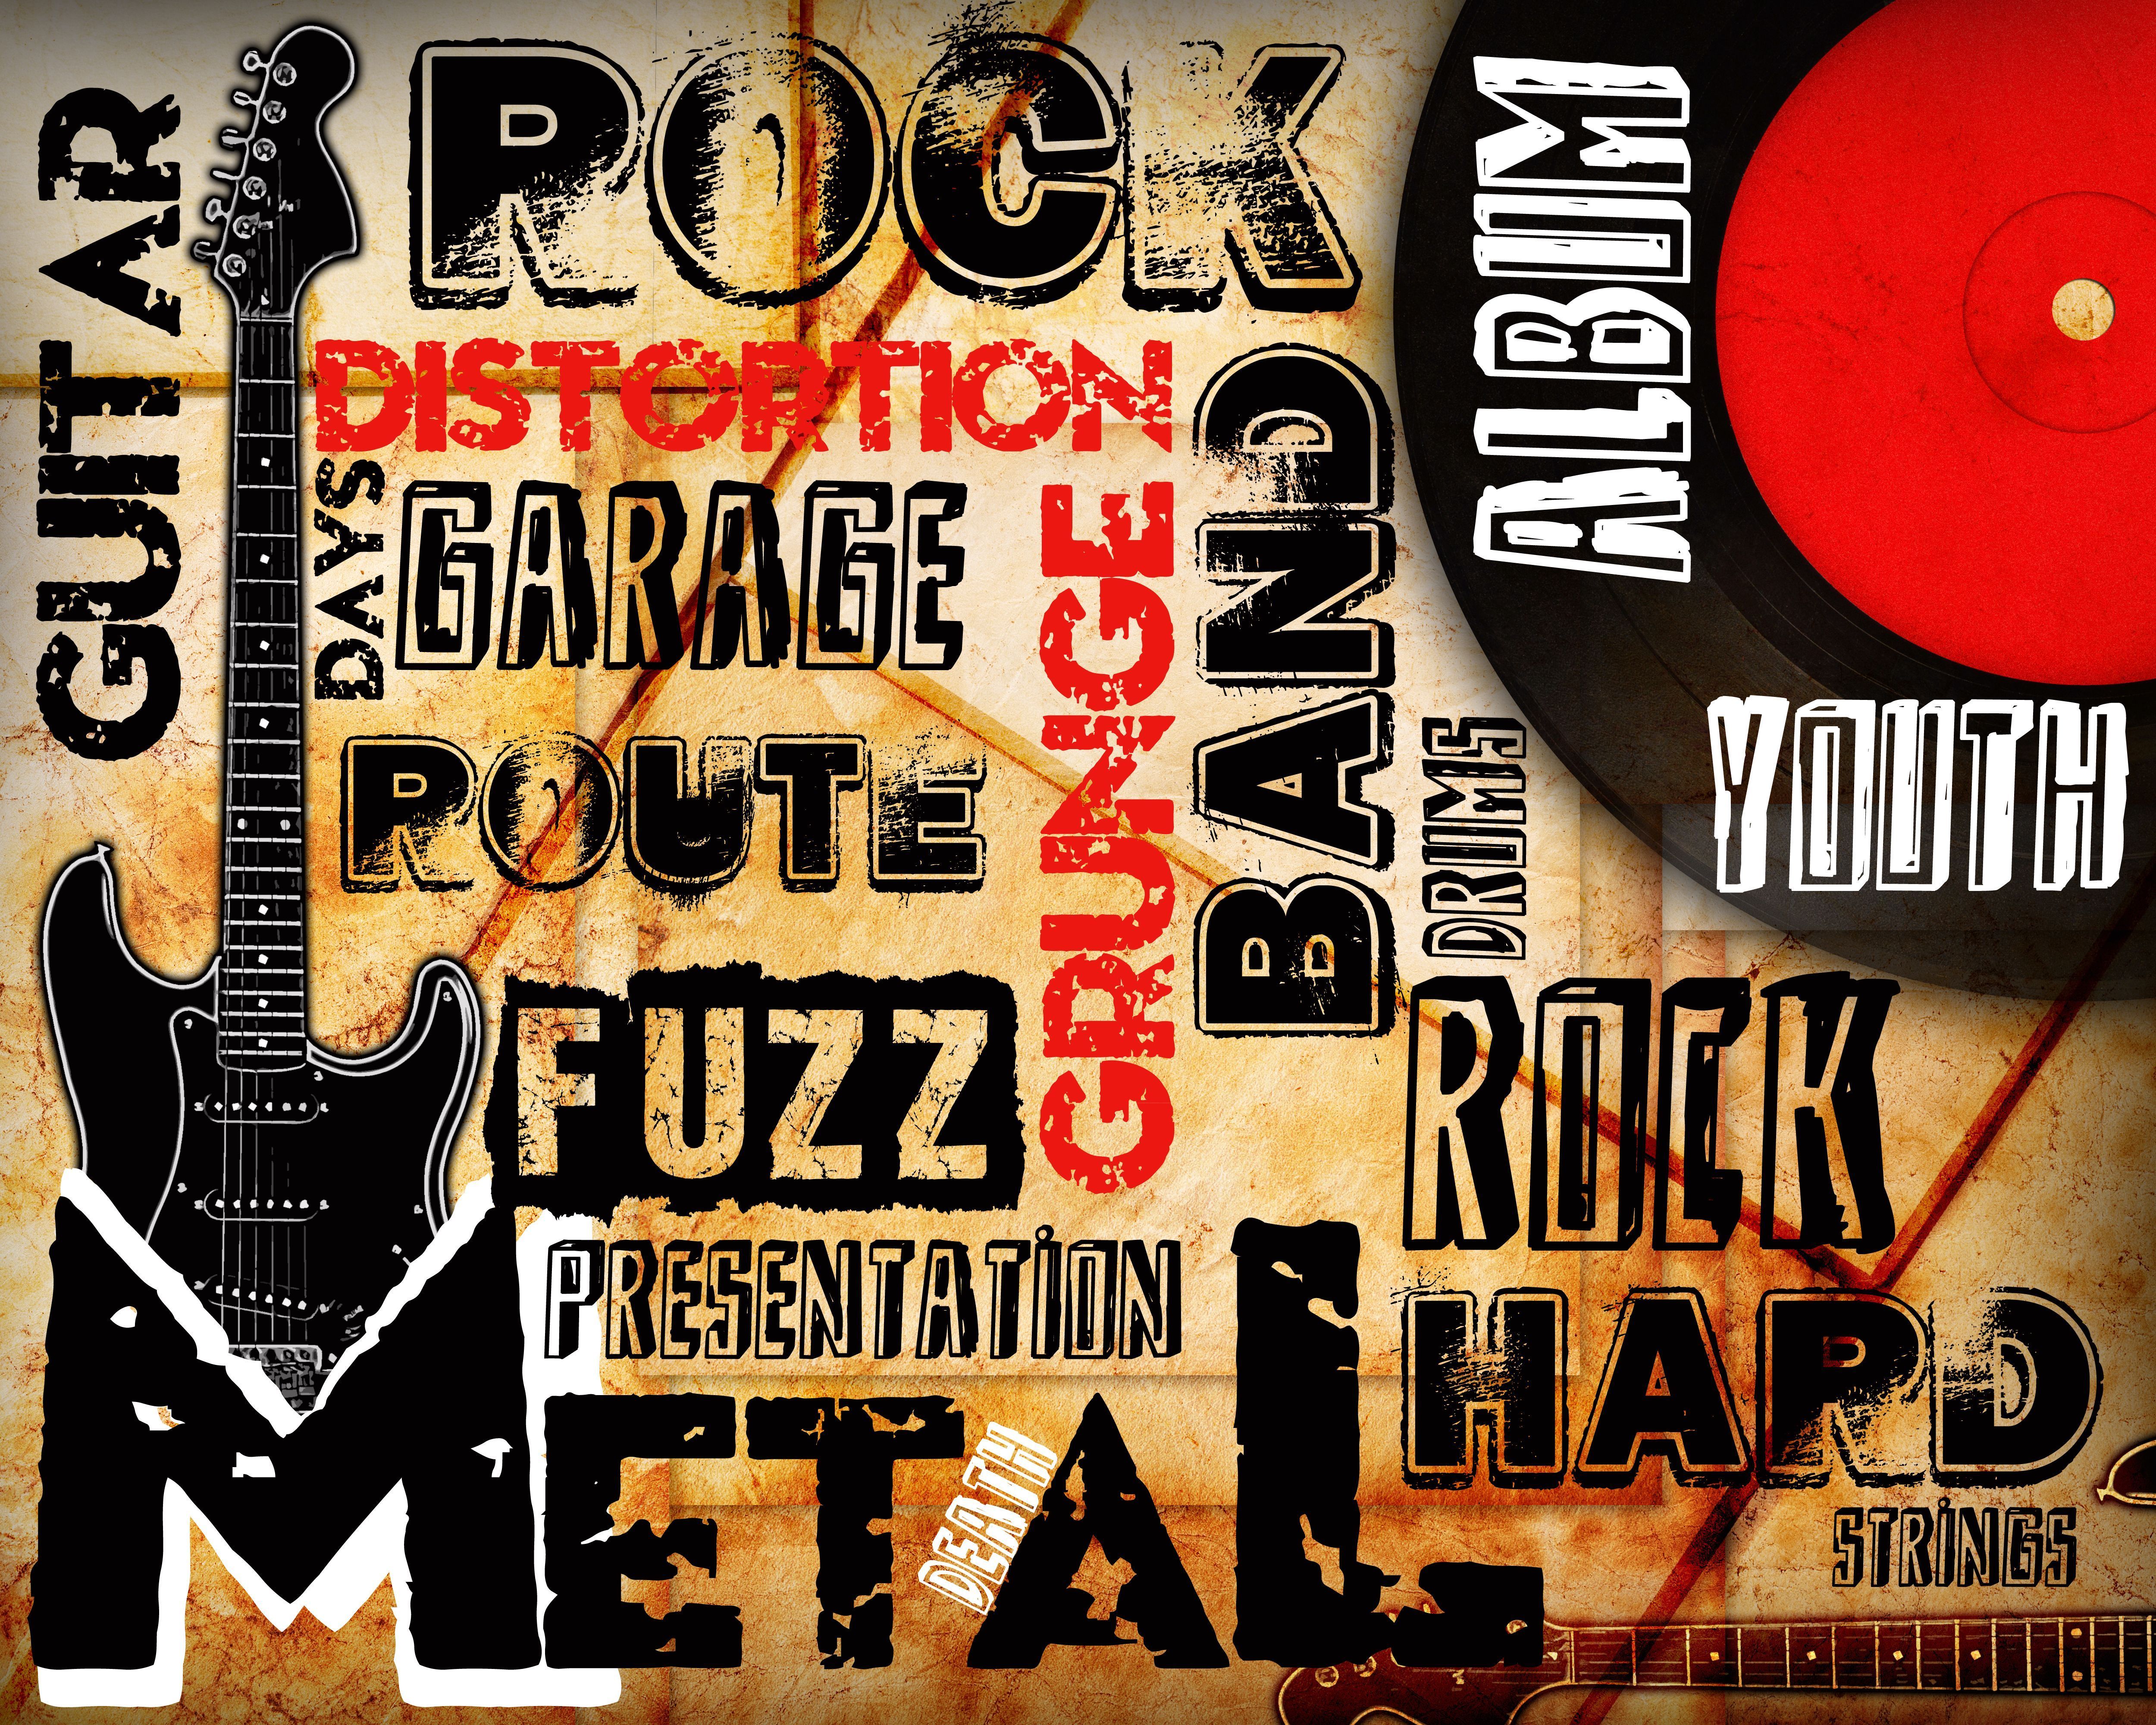 GUITAR
ROCK
DISTORTION
DAYS
GARAGE
ROUTE
GRUNGE
BAND
DRUMS
ALBUM
YOUTH
FUZZ
ROCK
PRESENTATION
HARD
METAL
DEATH
STRINGS